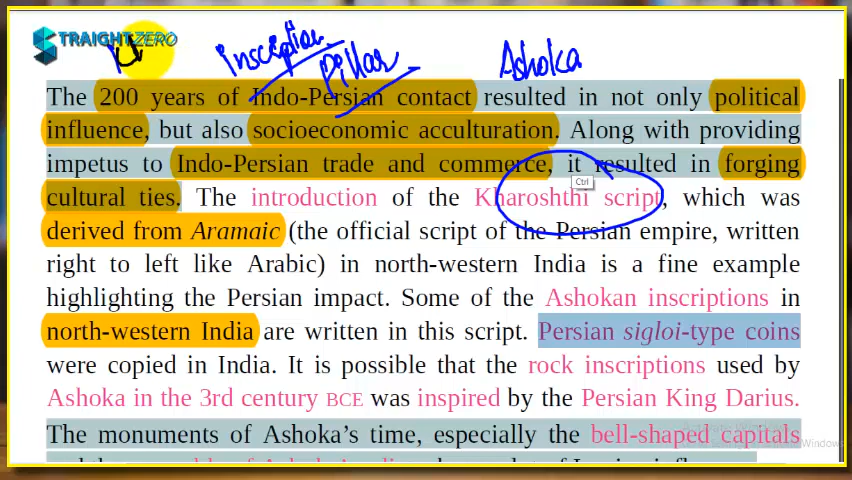 STRAIGHT ZERO
Inscription
Pillar
Ashoka
The 200 years of Indo-Persian contact resulted in not only political
influence, but also socioeconomic acculturation. Along with providing
impetus to Indo-Persian trade and commerce, it resulted in forging
Ctrl
cultural ties. The introduction of the Kharoshthi script, which was
derived from Aramaic (the official script of the Persian empire, written
right to left like Arabic) in north-western India is a fine example
highlighting the Persian impact. Some of the Ashokan inscriptions in
north-western India are written in this script. Persian sigloi-type coins
were copied in India. It is possible that the rock inscriptions used by
Ashoka in the 3rd century BCE was inspired by the Persian King Darius.
The monuments of Ashoka's time, especially the bell-shaped capitals